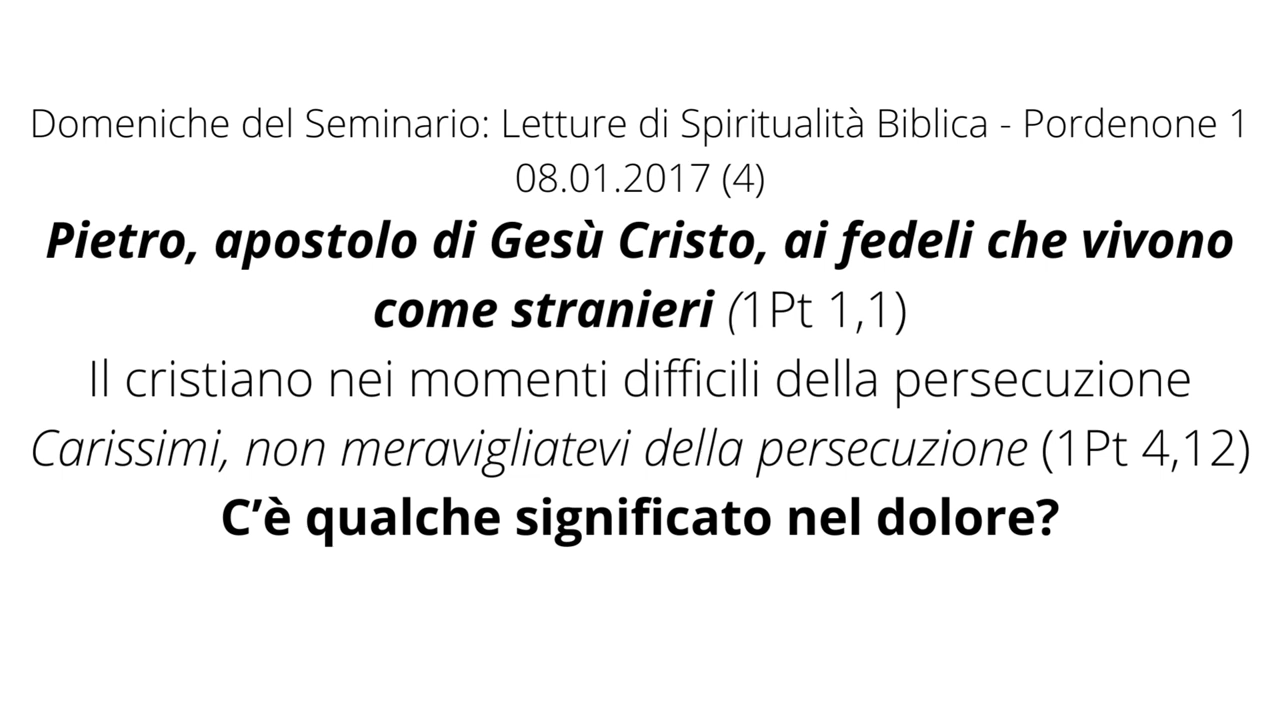 Domeniche del Seminario: Letture di Spiritualità Biblica - Pordenone 1
08.01.2017 (4)
Pietro, apostolo di Gesù Cristo, ai fedeli che vivono
come stranieri (1Pt 1,1)
Il cristiano nei momenti difficili della persecuzione
Carissimi, non meravigliatevi della persecuzione (1Pt 4,12)
C’è qualche significato nel dolore?